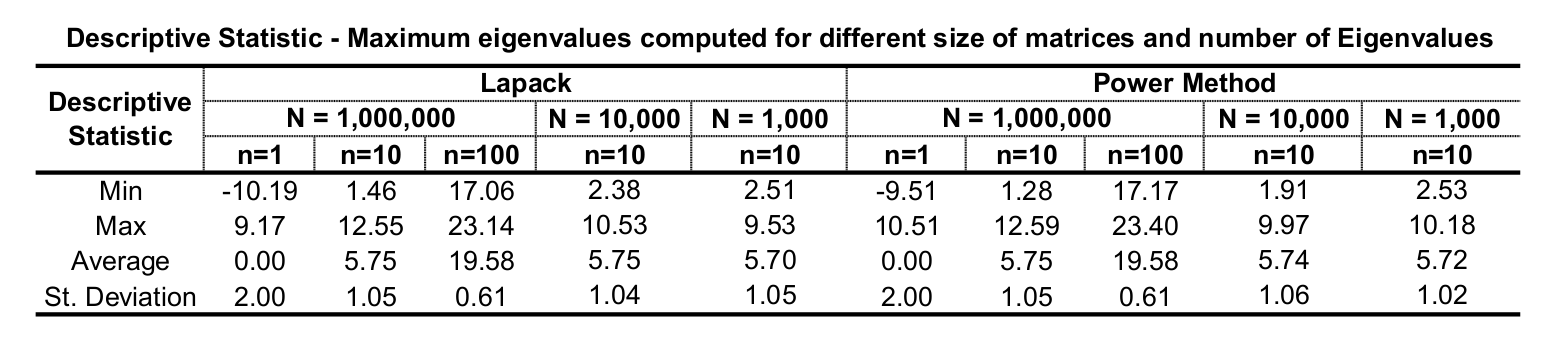 Descriptive Statistic - Maximum eigenvalues computed for different size of matrices and number of Eigenvalues
Descriptive Statistic Lapack Power Method
N = 1,000,000 N = 10,000 N = 1,000 N = 1,000,000 N = 10,000 N = 1,000
n=1 n=10 n=100 n=10 n=10 n=1 n=10 n=100 n=10 n=10
Min -10.19 1.46 17.06 2.38 2.51 -9.51 1.28 17.17 1.91 2.53
Max 9.17 12.55 23.14 10.53 9.53 10.51 12.59 23.40 9.97 10.18
Average 0.00 5.75 19.58 5.75 5.70 0.00 5.75 19.58 5.74 5.72
St. Deviation 2.00 1.05 0.61 1.04 1.05 2.00 1.05 0.61 1.06 1.02